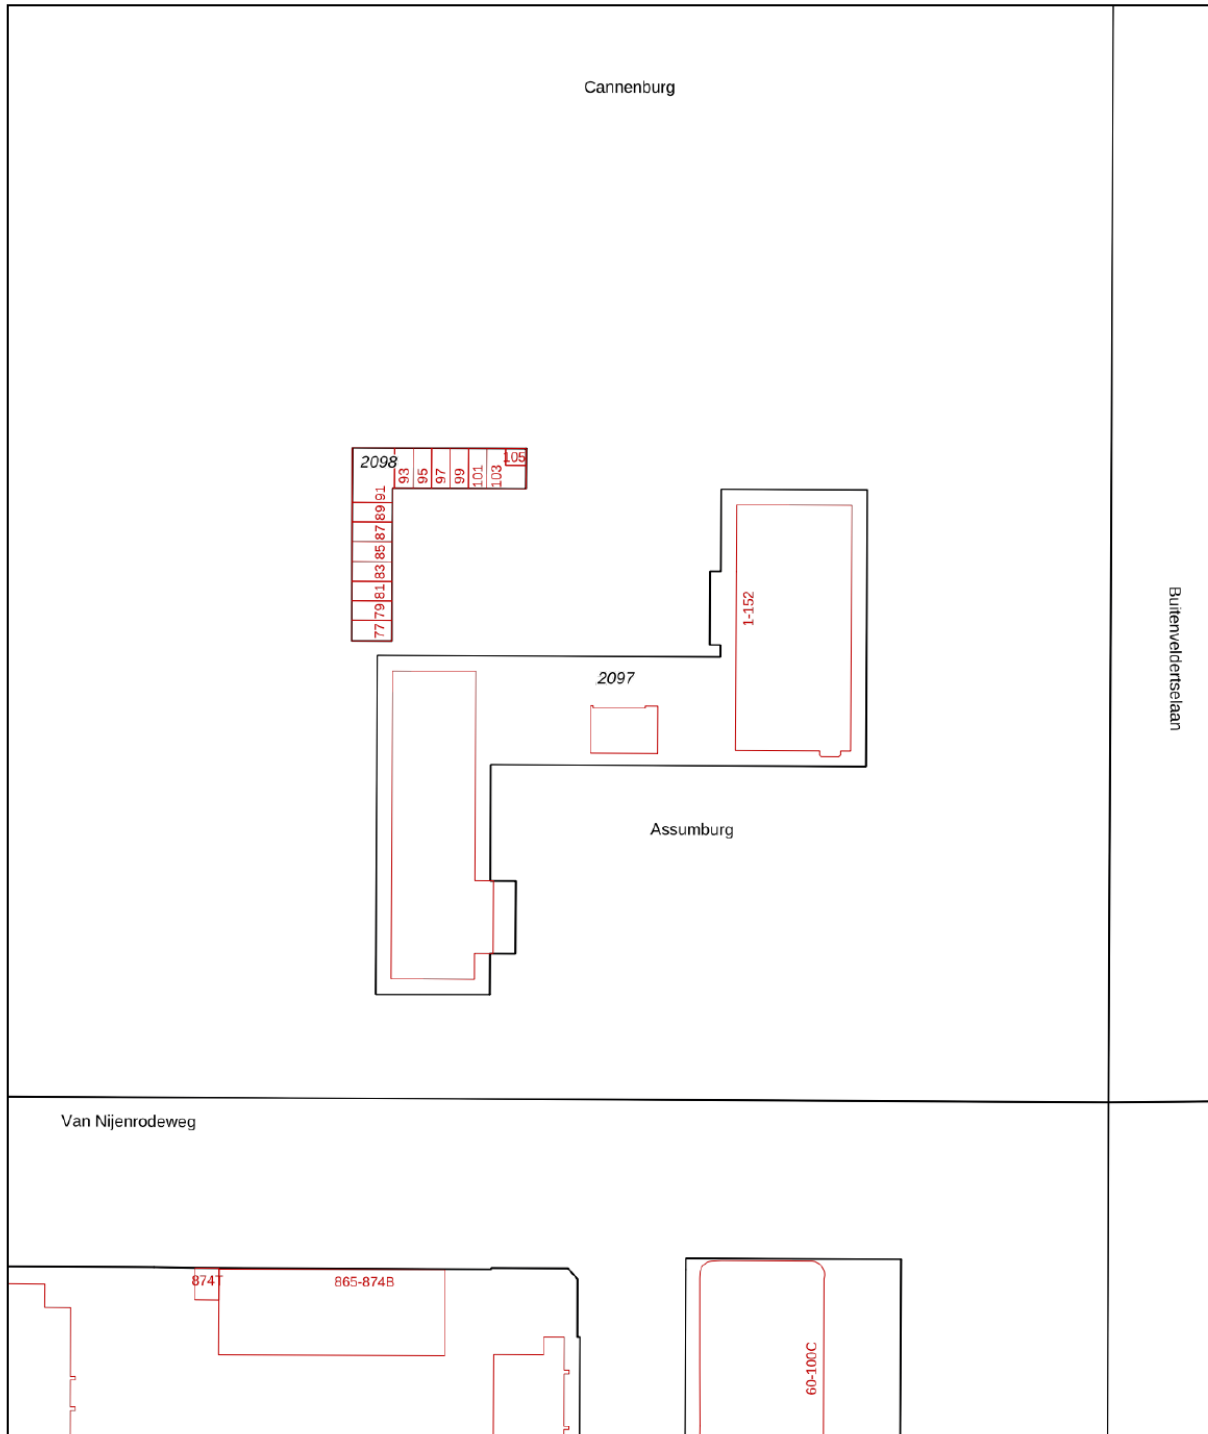 Cannenburg
2098
93
95
97
99
101
103
105
91
89
87
85
83
81
79
77
1-152
Buitenveldertselaan
2097
Assumburg
Van Nijenrodeweg
874T
865-874B
60-100C